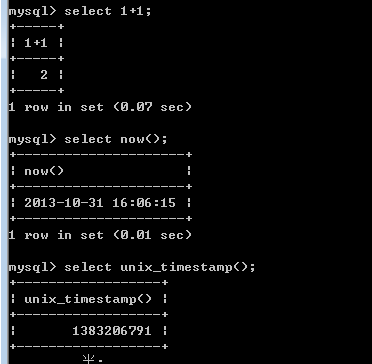 mysql> select 1+1;
+-----+
| 1+1 |
+-----+
|   2 |
+-----+
1 row in set (0.07 sec)
mysql> select now();
+---------------------+
| now()               |
+---------------------+
| 2013-10-31 16:06:15 |
+---------------------+
1 row in set (0.01 sec)
mysql> select unix_timestamp();
+------------------+
| unix_timestamp() |
+------------------+
|       1383206791 |
+------------------+
半.